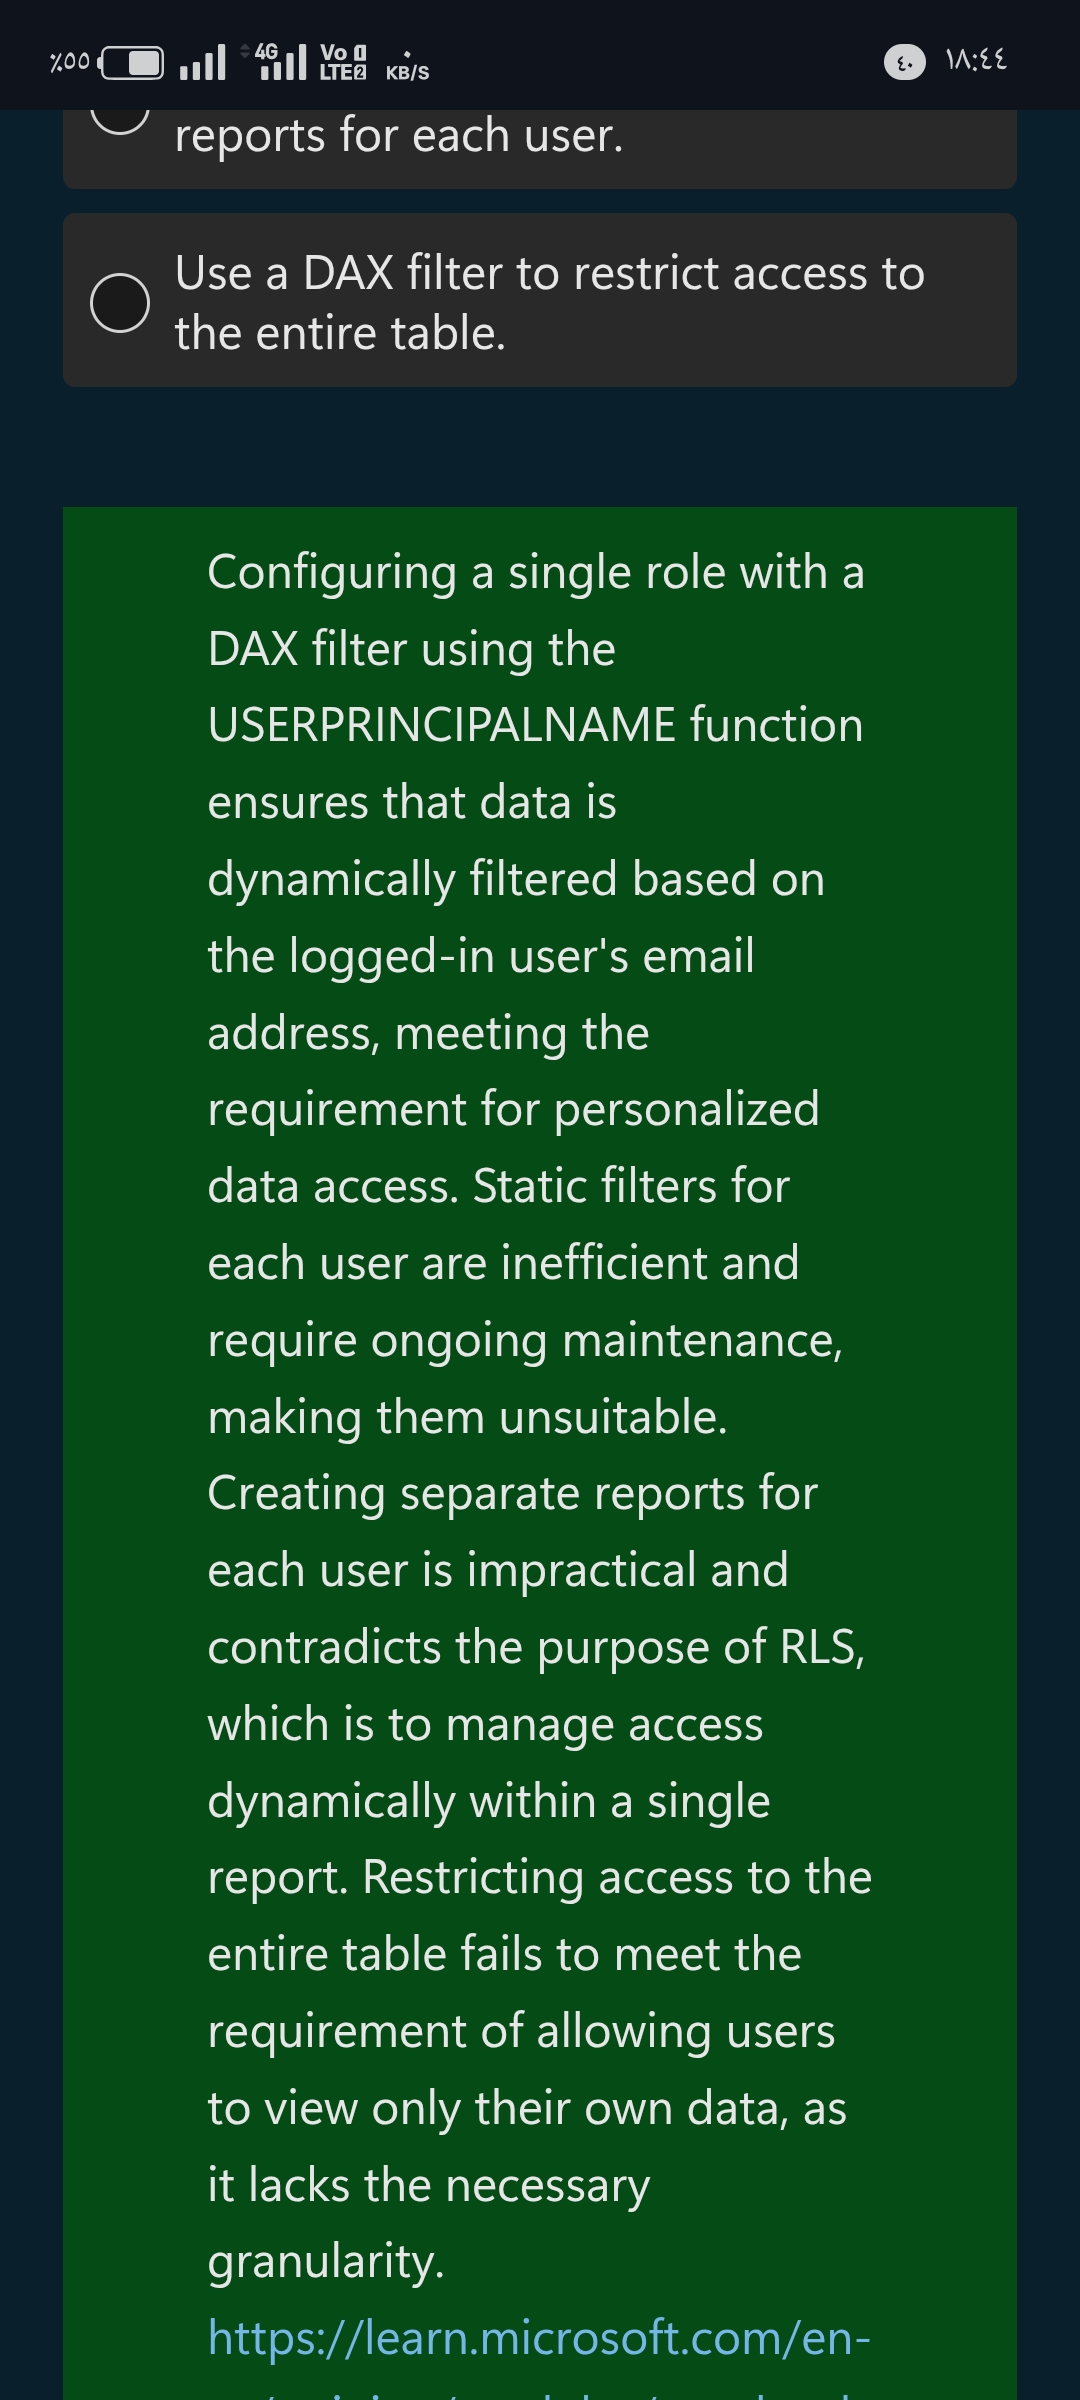 ٪٥٥ 4G Vo 1 LTE 2 KB/S ٤٠ ١٨:٤٤
reports for each user.
Use a DAX filter to restrict access to
the entire table.
Configuring a single role with a
DAX filter using the
USERPRINCIPALNAME function
ensures that data is
dynamically filtered based on
the logged-in user's email
address, meeting the
requirement for personalized
data access. Static filters for
each user are inefficient and
require ongoing maintenance,
making them unsuitable.
Creating separate reports for
each user is impractical and
contradicts the purpose of RLS,
which is to manage access
dynamically within a single
report. Restricting access to the
entire table fails to meet the
requirement of allowing users
to view only their own data, as
it lacks the necessary
granularity.
https://learn.microsoft.com/en-